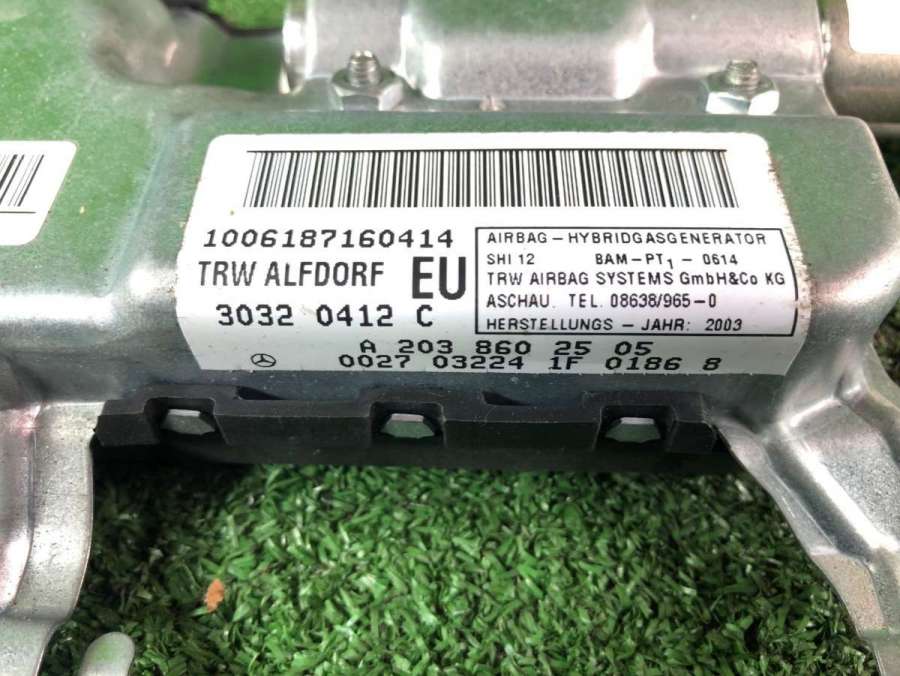 1006187160414
TRW ALFDORF EU
30320 0412 C
AIRBAG - HYBRIDGASGENERATOR
SHI 12 BAM-PT1-0614
TRW AIRBAG SYSTEMS GmbH&Co KG
ASCHAU. TEL. 08638/965-0
HERSTELLUNGS - JAHR: 2003
A 203 860 25 05
0027 03224 1F 0186 8